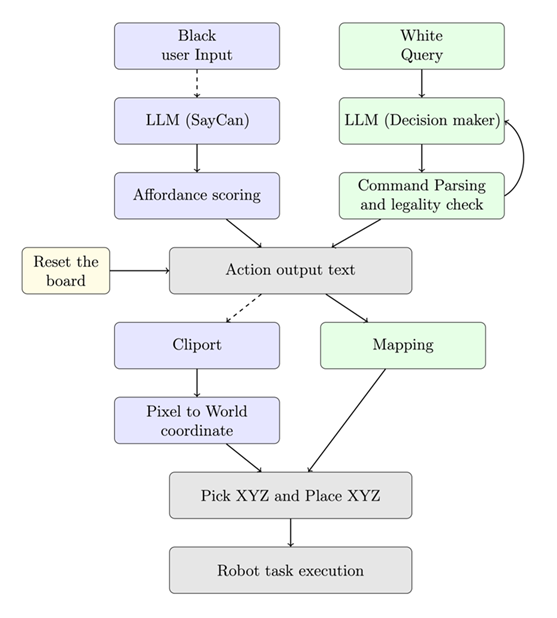 Black
user Input
White
Query
LLM (SayCan)
LLM (Decision maker)
Affordance scoring
Command Parsing
and legality check
Reset the
board
Action output text
Cliport
Mapping
Pixel to World
coordinate
Pick XYZ and Place XYZ
Robot task execution